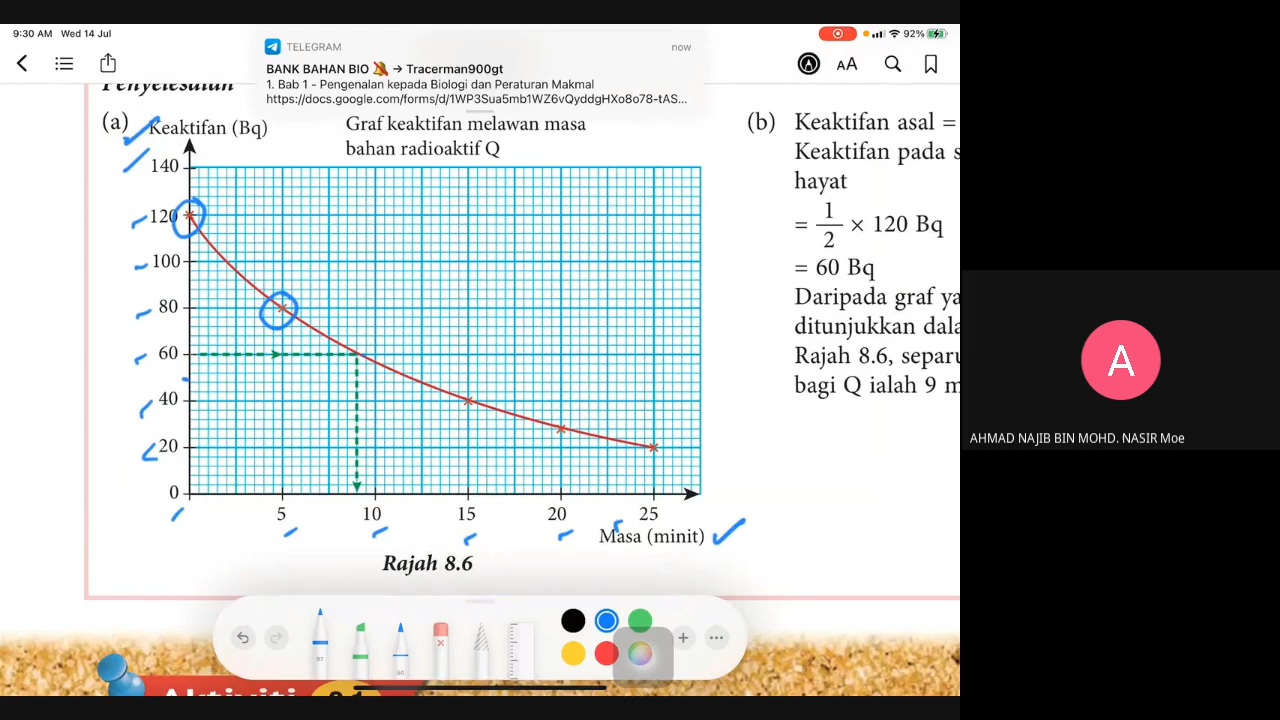 9:30 AM Wed 14 Jul
92%
TELEGRAM
now
BANK BAHAN BIO 🔕 → Tracerman900gt
1. Bab 1 - Pengenalan kepada Biologi dan Peraturan Makmal
https://docs.google.com/forms/d/1WP3Sua5mb1WZ6vQyddgHXo8o78-tAS...
AA
Penyelesaian
(a)
Keaktifan (Bq)
Graf keaktifan melawan masa
bahan radioaktif Q
140
120
100
80
60
40
20
0
5 10 15 20 25
Masa (minit)
Rajah 8.6
(b) Keaktifan asal =
Keaktifan pada s
hayat
= 1/2 × 120 Bq
= 60 Bq
Daripada graf ya
ditunjukkan dala
Rajah 8.6, separu
bagi Q ialah 9 m
97
50
Aktiviti
A
AHMAD NAJIB BIN MOHD. NASIR Moe